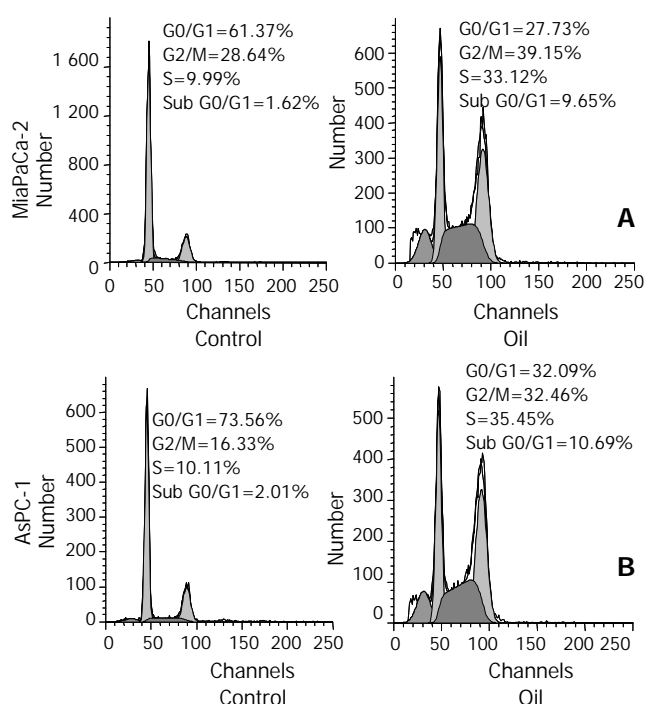 G0/G1=61.37%
G2/M=28.64%
S=9.99%
Sub G0/G1=1.62%
1 600
1 200
800
400
0
MiaPaCa-2
Number
0 50 100 150 200 250
Channels
Control
G0/G1=27.73%
G2/M=39.15%
S=33.12%
Sub G0/G1=9.65%
600
500
400
300
200
100
0
Number
A
0 50 100 150 200 250
Channels
Oil
G0/G1=73.56%
G2/M=16.33%
S=10.11%
Sub G0/G1=2.01%
600
500
400
300
200
100
0
AsPC-1
Number
0 50 100 150 200 250
Channels
Control
G0/G1=32.09%
G2/M=32.46%
S=35.45%
Sub G0/G1=10.69%
500
400
300
200
100
0
Number
B
0 50 100 150 200 250
Channels
Oil